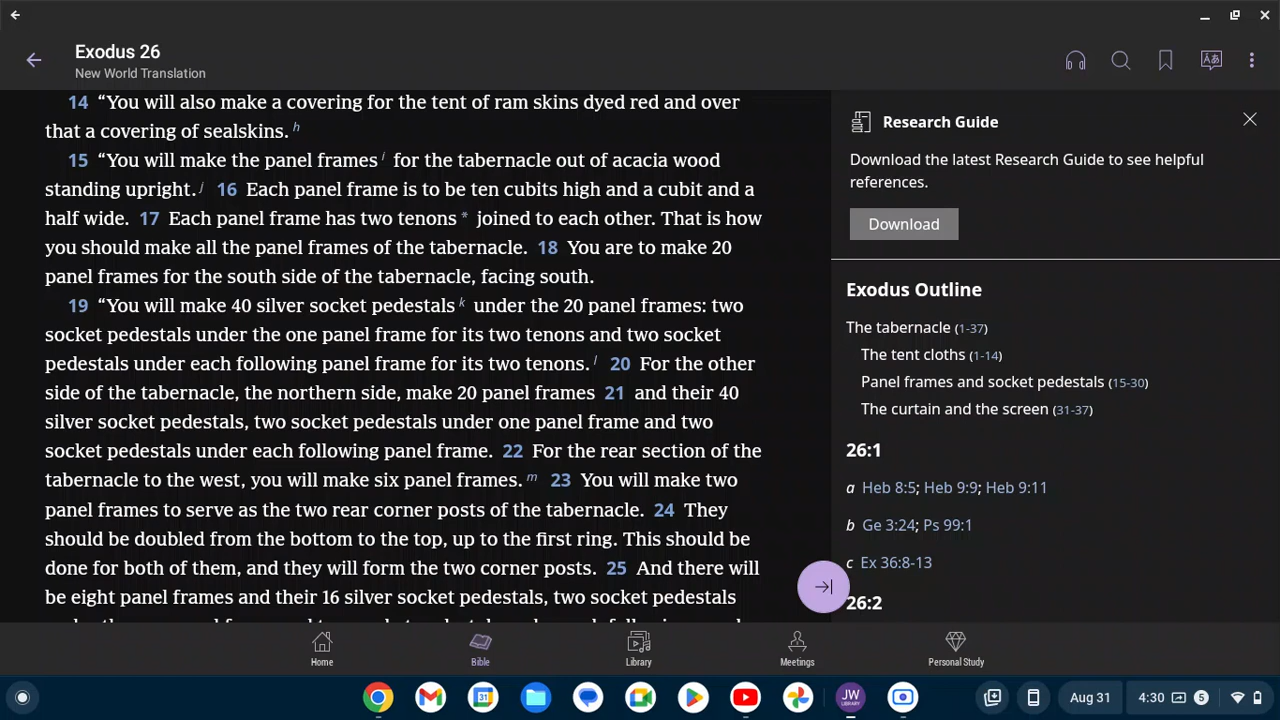 Exodus 26
New World Translation
14 “You will also make a covering for the tent of ram skins dyed red and over
that a covering of sealskins. h
15 “You will make the panel frames i for the tabernacle out of acacia wood
standing upright. j 16 Each panel frame is to be ten cubits high and a cubit and a
half wide. 17 Each panel frame has two tenons * joined to each other. That is how
you should make all the panel frames of the tabernacle. 18 You are to make 20
panel frames for the south side of the tabernacle, facing south.
19 “You will make 40 silver socket pedestals k under the 20 panel frames: two
socket pedestals under the one panel frame for its two tenons and two socket
pedestals under each following panel frame for its two tenons. l 20 For the other
side of the tabernacle, the northern side, make 20 panel frames 21 and their 40
silver socket pedestals, two socket pedestals under one panel frame and two
socket pedestals under each following panel frame. 22 For the rear section of the
tabernacle to the west, you will make six panel frames. m 23 You will make two
panel frames to serve as the two rear corner posts of the tabernacle. 24 They
should be doubled from the bottom to the top, up to the first ring. This should be
done for both of them, and they will form the two corner posts. 25 And there will
be eight panel frames and their 16 silver socket pedestals, two socket pedestals
Research Guide
Download the latest Research Guide to see helpful
references.
Download
Exodus Outline
The tabernacle (1-37)
The tent cloths (1-14)
Panel frames and socket pedestals (15-30)
The curtain and the screen (31-37)
26:1
a Heb 8:5; Heb 9:9; Heb 9:11
b Ge 3:24; Ps 99:1
c Ex 36:8-13
26:2
Home
Bible
Library
Meetings
Personal Study
31
JW
LIBRARY
Aug 31
4:30
5